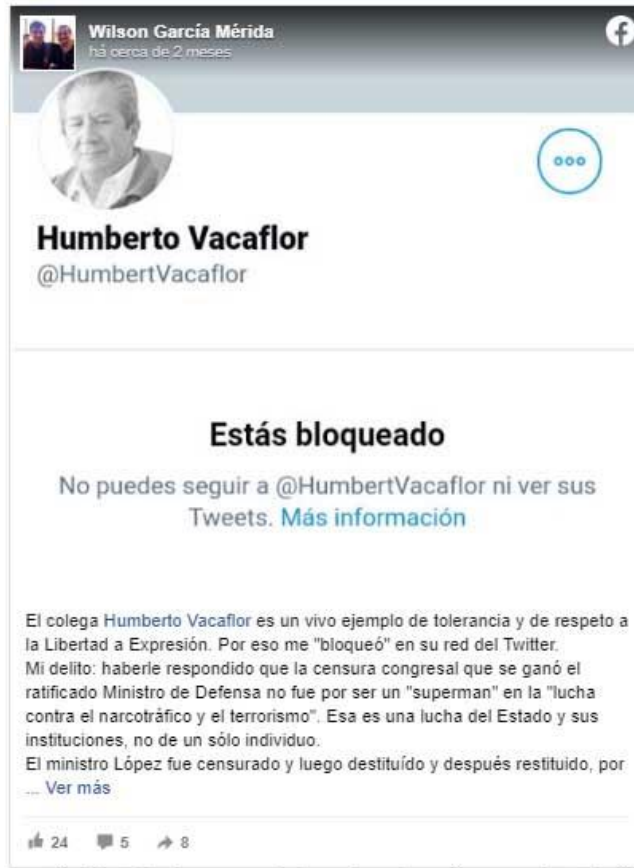 Wilson García Mérida
há cerca de 2 meses
Humberto Vacaflor
@HumbertVacaflor
Estás bloqueado
No puedes seguir a @HumbertVacaflor ni ver sus
Tweets. Más información
El colega Humberto Vacaflor es un vivo ejemplo de tolerancia y de respeto a
la Libertad a Expresión. Por eso me "bloqueó" en su red del Twitter.
Mi delito: haberle respondido que la censura congresal que se ganó el
ratificado Ministro de Defensa no fue por ser un "superman" en la "lucha
contra el narcotráfico y el terrorismo". Esa es una lucha del Estado y sus
instituciones, no de un sólo individuo.
El ministro López fue censurado y luego destituído y después restituido, por
... Ver más
24 5 8